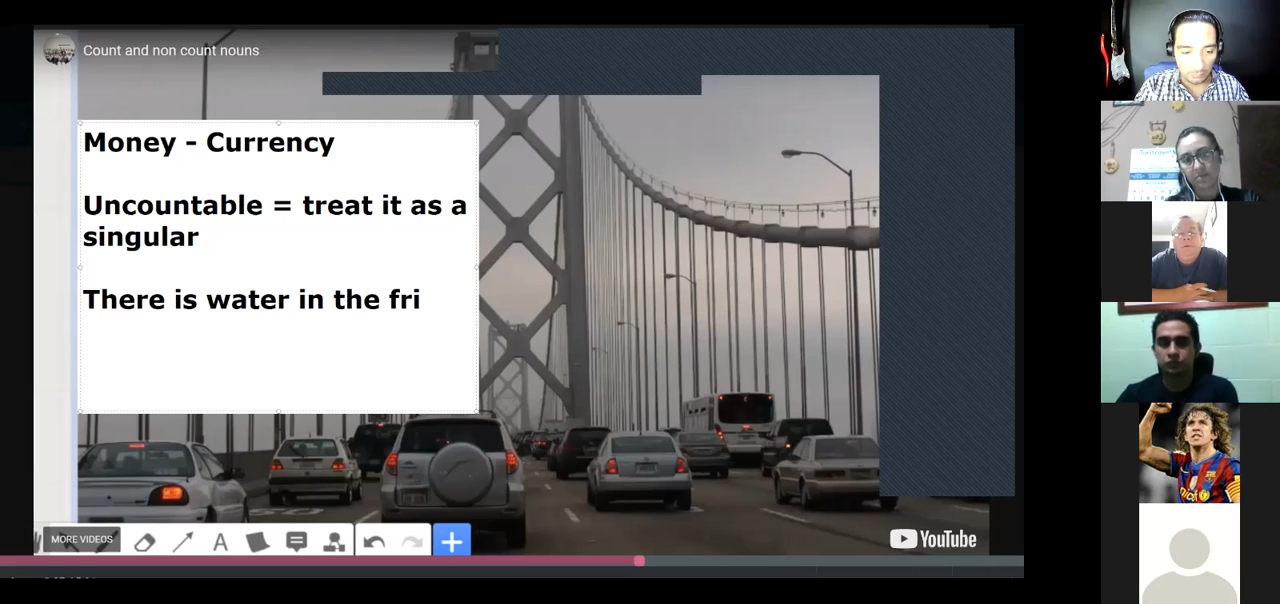 Count and non count nouns
Money - Currency
Uncountable = treat it as a
singular
There is water in the fri
MORE VIDEOS
A
YouTube